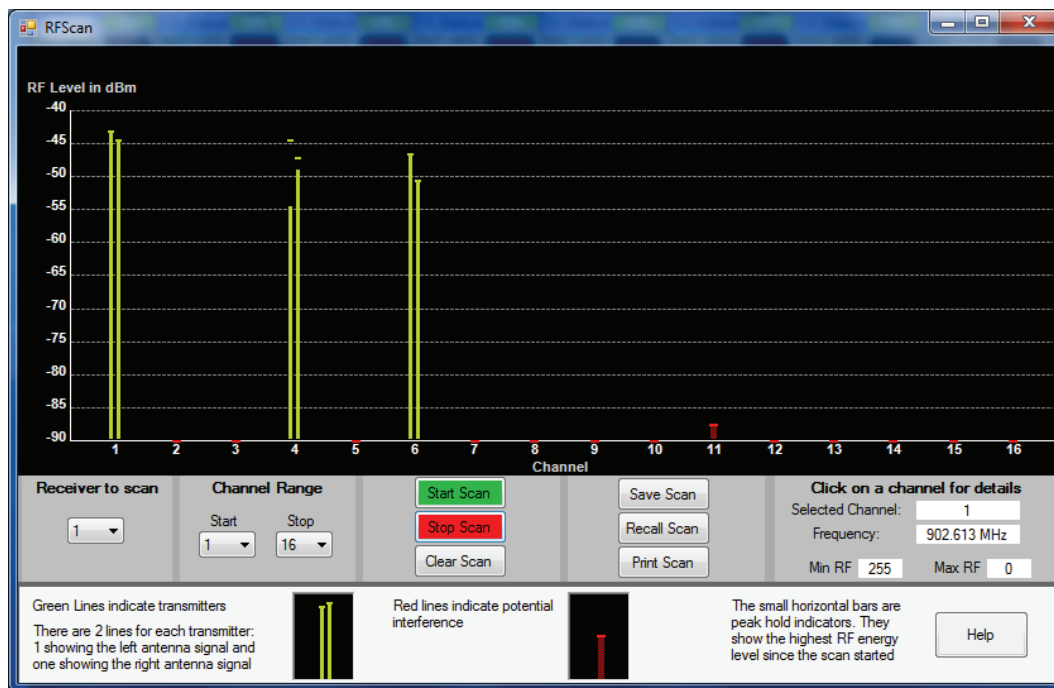 RFScan
RF Level in dBm
-40
-45
-50
-55
-60
-65
-70
-75
-80
-85
-90
1 2 3 4 5 6 7 8 9 10 11 12 13 14 15 16
Channel
Receiver to scan
1
Channel Range
Start Stop
1 16
Start Scan
Stop Scan
Clear Scan
Save Scan
Recall Scan
Print Scan
Click on a channel for details
Selected Channel: 1
Frequency: 902.613 MHz
Min RF 255 Max RF 0
Green Lines indicate transmitters
There are 2 lines for each transmitter:
1 showing the left antenna signal and
one showing the right antenna signal
Red lines indicate potential
interference
The small horizontal bars are
peak hold indicators. They
show the highest RF energy
level since the scan started
Help